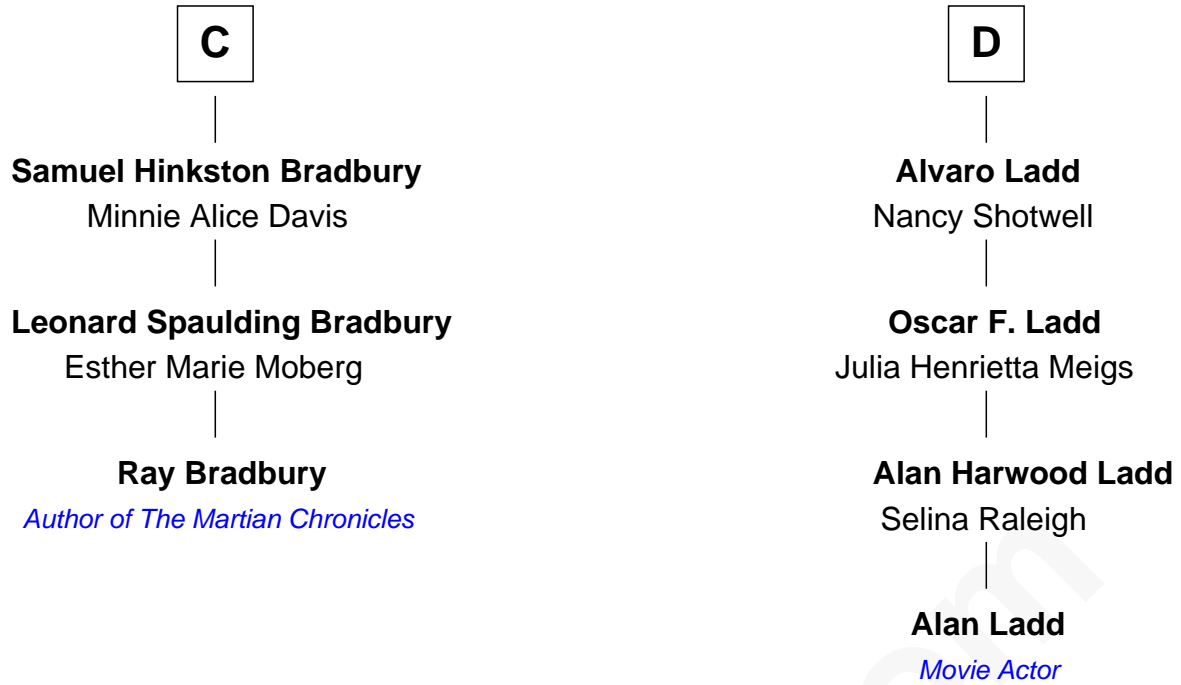 C
Samuel Hinkston Bradbury
Minnie Alice Davis
Leonard Spaulding Bradbury
Esther Marie Moberg
Ray Bradbury
Author of The Martian Chronicles
D
Alvaro Ladd
Nancy Shotwell
Oscar F. Ladd
Julia Henrietta Meigs
Alan Harwood Ladd
Selina Raleigh
Alan Ladd
Movie Actor
om